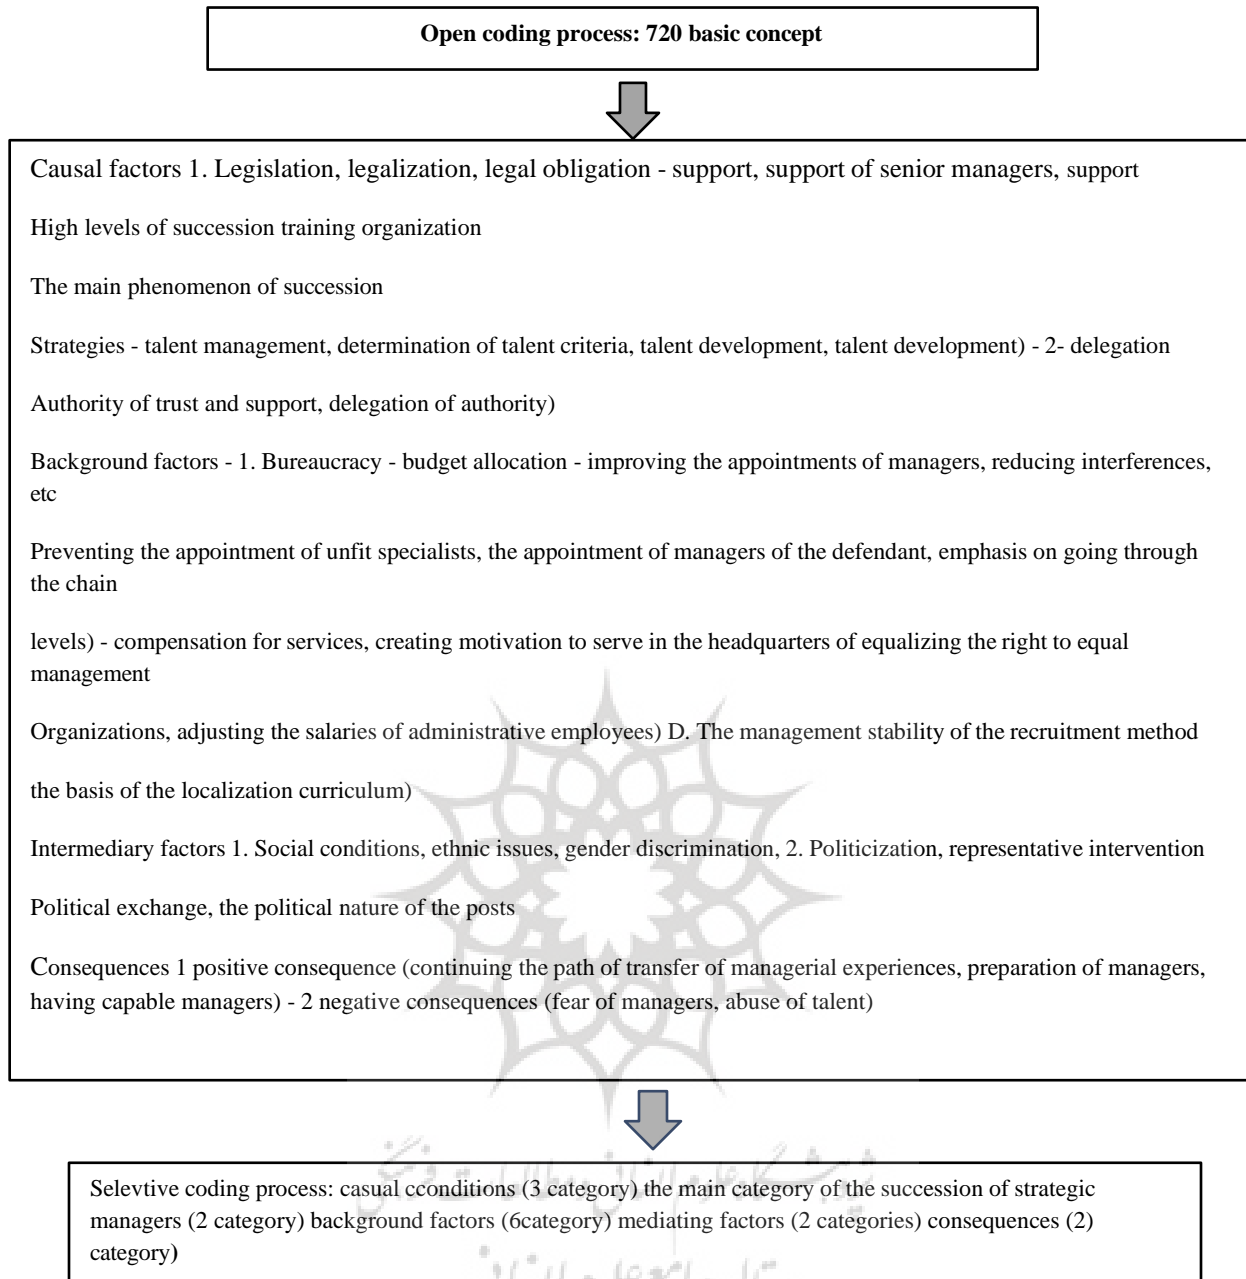 Open coding process: 720 basic concept
Causal factors 1. Legislation, legalization, legal obligation - support, support of senior managers, support
High levels of succession training organization
The main phenomenon of succession
Strategies - talent management, determination of talent criteria, talent development, talent development) - 2- delegation
Authority of trust and support, delegation of authority)
Background factors - 1. Bureaucracy - budget allocation - improving the appointments of managers, reducing interferences,
etc
Preventing the appointment of unfit specialists, the appointment of managers of the defendant, emphasis on going through
the chain
levels) - compensation for services, creating motivation to serve in the headquarters of equalizing the right to equal
management
Organizations, adjusting the salaries of administrative employees) D. The management stability of the recruitment method
the basis of the localization curriculum)
Intermediary factors 1. Social conditions, ethnic issues, gender discrimination, 2. Politicization, representative intervention
Political exchange, the political nature of the posts
Consequences 1 positive consequence (continuing the path of transfer of managerial experiences, preparation of managers,
having capable managers) - 2 negative consequences (fear of managers, abuse of talent)
Selevtive coding process: casual cconditions (3 category) the main category of the succession of strategic
managers (2 category) background factors (6category) mediating factors (2 categories) consequences (2)
category)
پژوهشگاه علوم انسانی و مطالعات فرهنگی